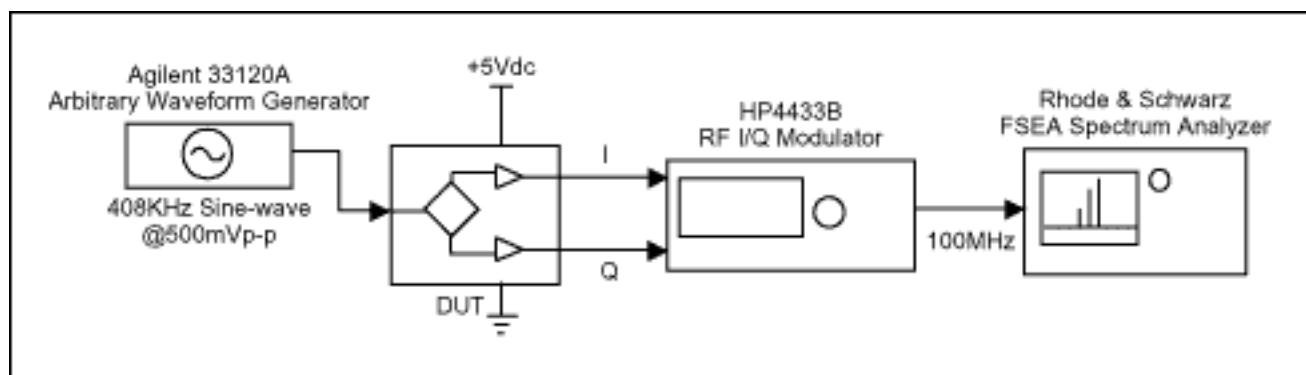 Agilent 33120A
Arbitrary Waveform Generator
408KHz Sine-wave
@500mVp-p
+5Vdc
DUT
I
Q
HP4433B
RF I/Q Modulator
100MHz
Rhode & Schwarz
FSEA Spectrum Analyzer